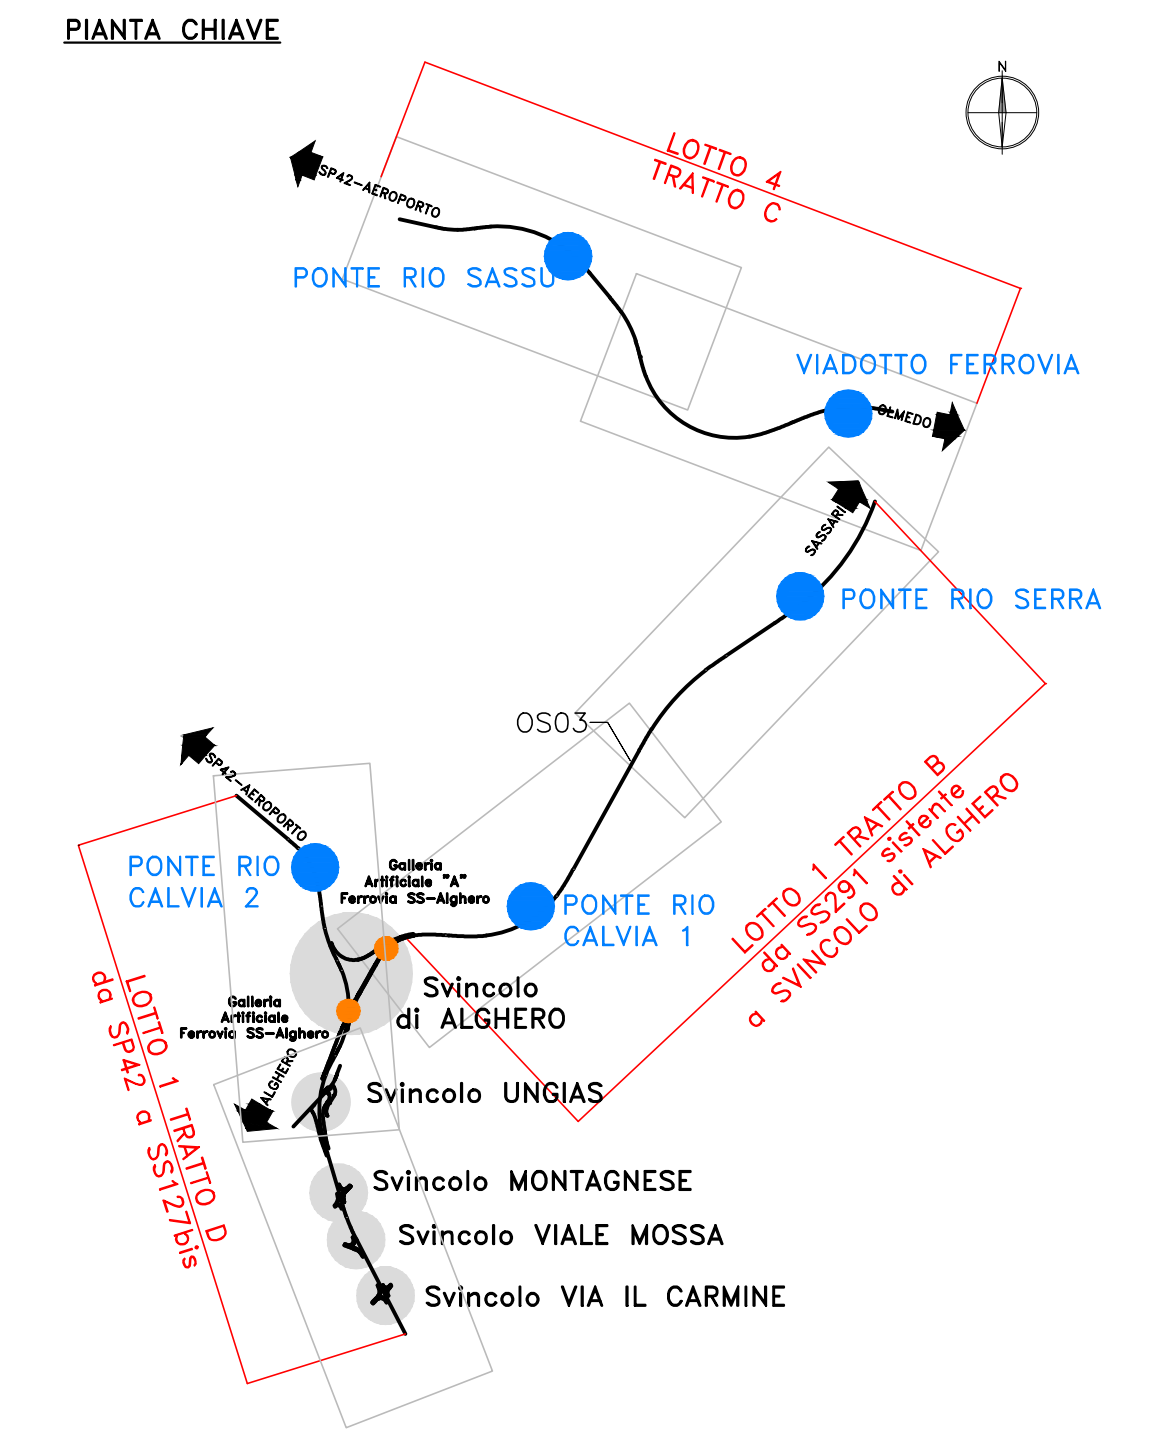 PIANTA CHIAVE
N
LOTTO 4
TRATTO C
SP42-AEROPORTO
PONTE RIO SASSU
VIADOTTO FERROVIA
OLMEDO
SASSARI
PONTE RIO SERRA
OS03
LOTTO 1 TRATTO B
da SS291 sistente
a SVINCOLO di ALGHERO
SP42-AEROPORTO
PONTE RIO
CALVIA 2
Galleria
Artificiale "A"
Ferrovia SS-Alghero
PONTE RIO
CALVIA 1
Svincolo
di ALGHERO
Galleria
Artificiale
Ferrovia SS-Alghero
LOTTO 1 TRATTO D
da SP42 a SS127bis
ALGHERO
Svincolo UNGIAS
Svincolo MONTAGNESE
Svincolo VIALE MOSSA
Svincolo VIA IL CARMINE